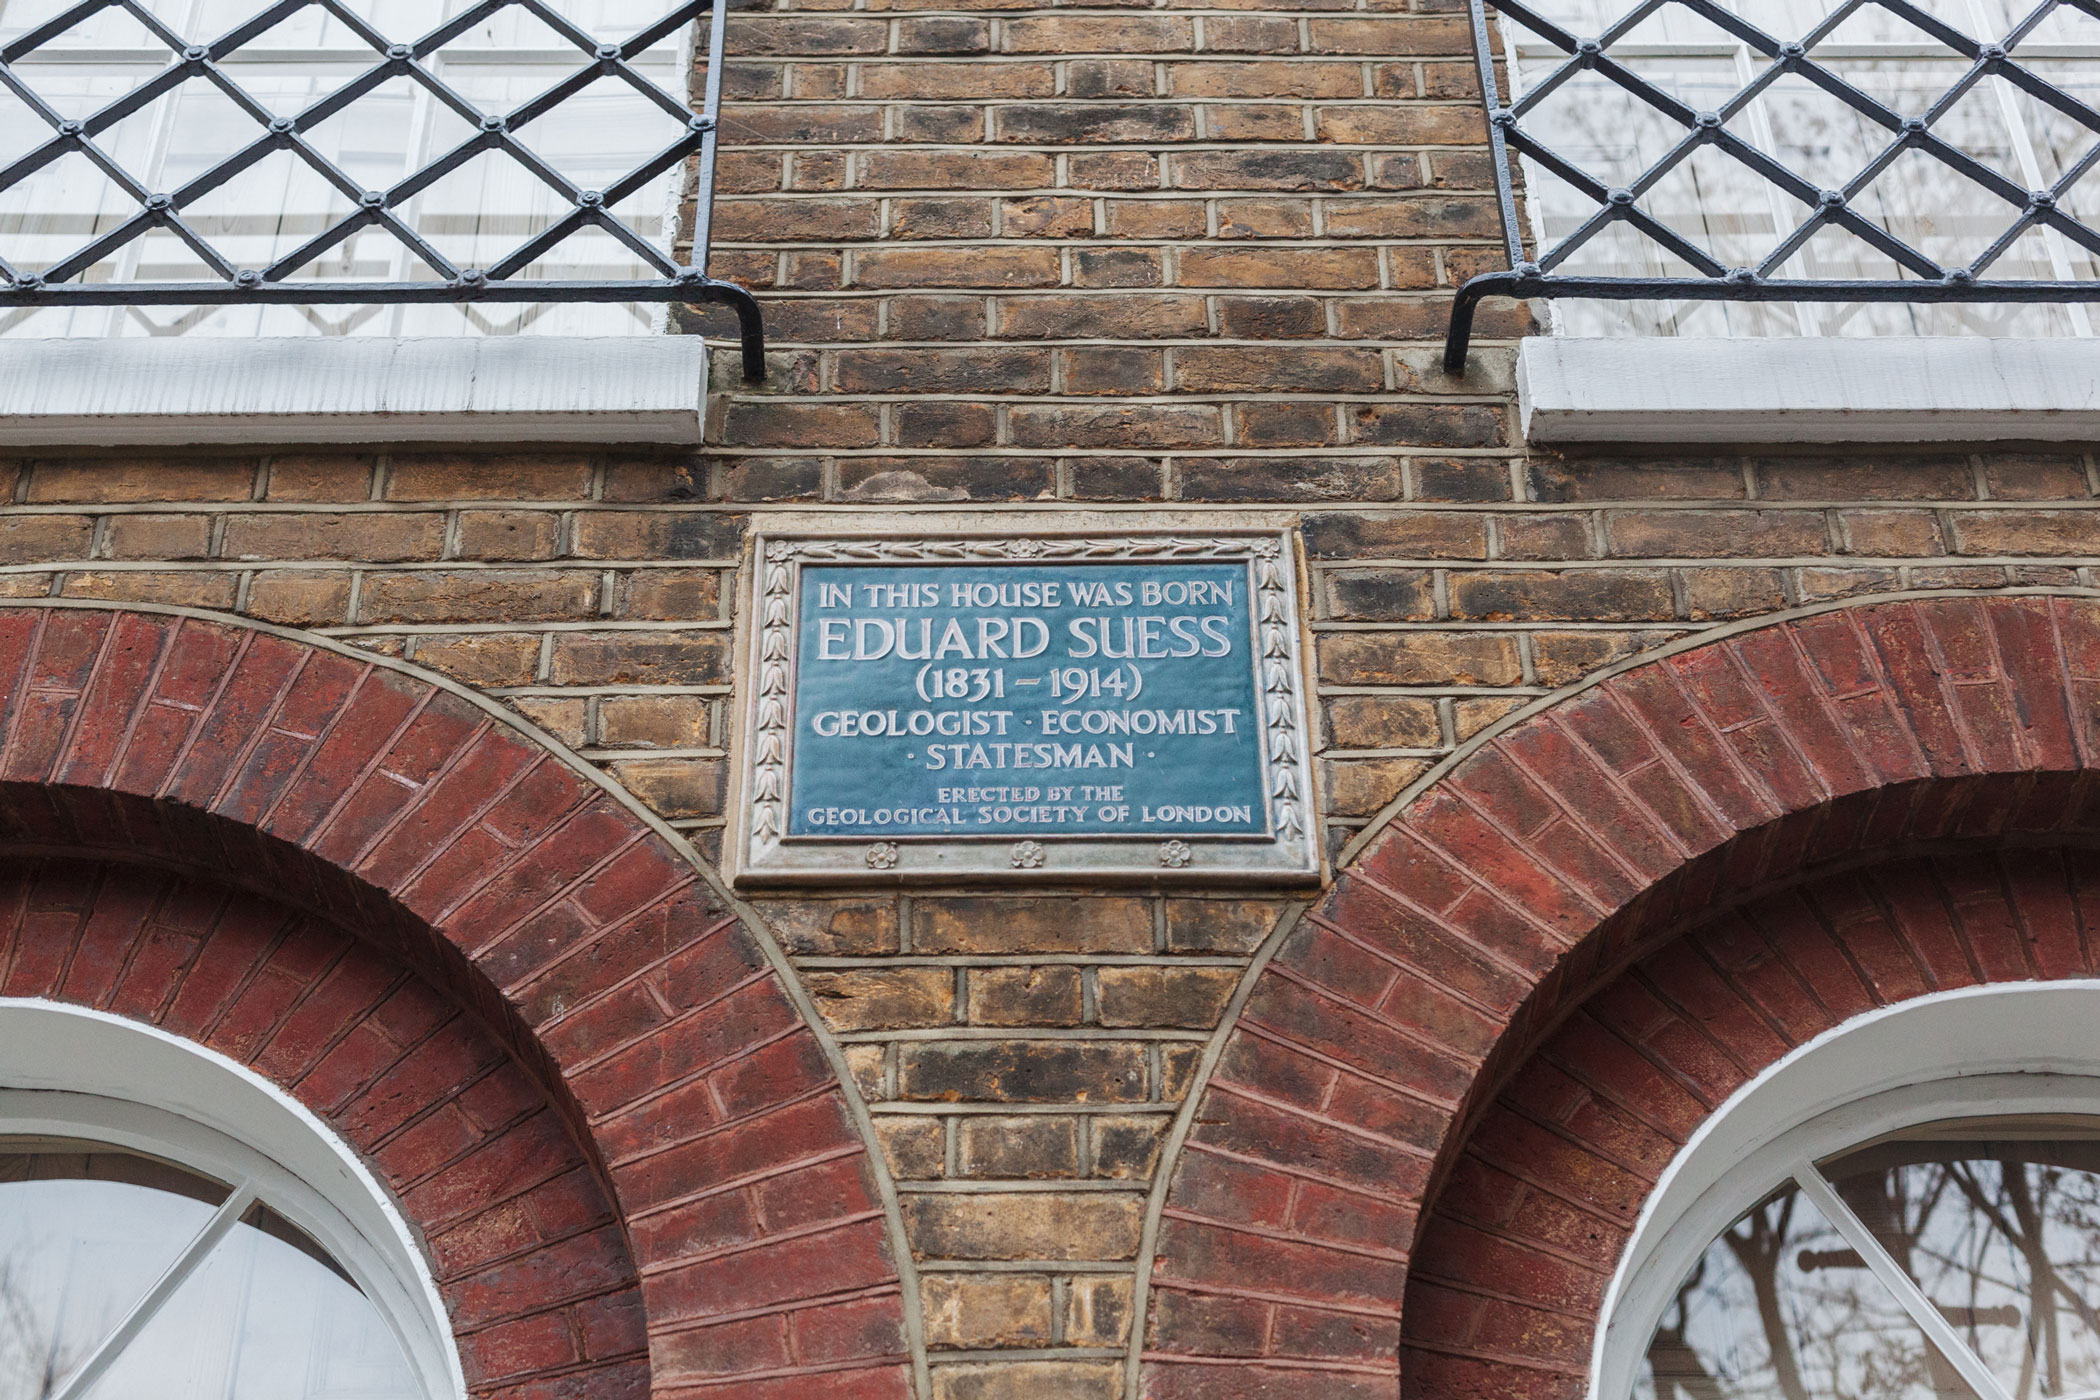 IN THIS HOUSE WAS BORN
EDUARD SUESS
(1831 – 1914)
GEOLOGIST · ECONOMIST
· STATESMAN ·
ERECTED BY THE
GEOLOGICAL SOCIETY OF LONDON